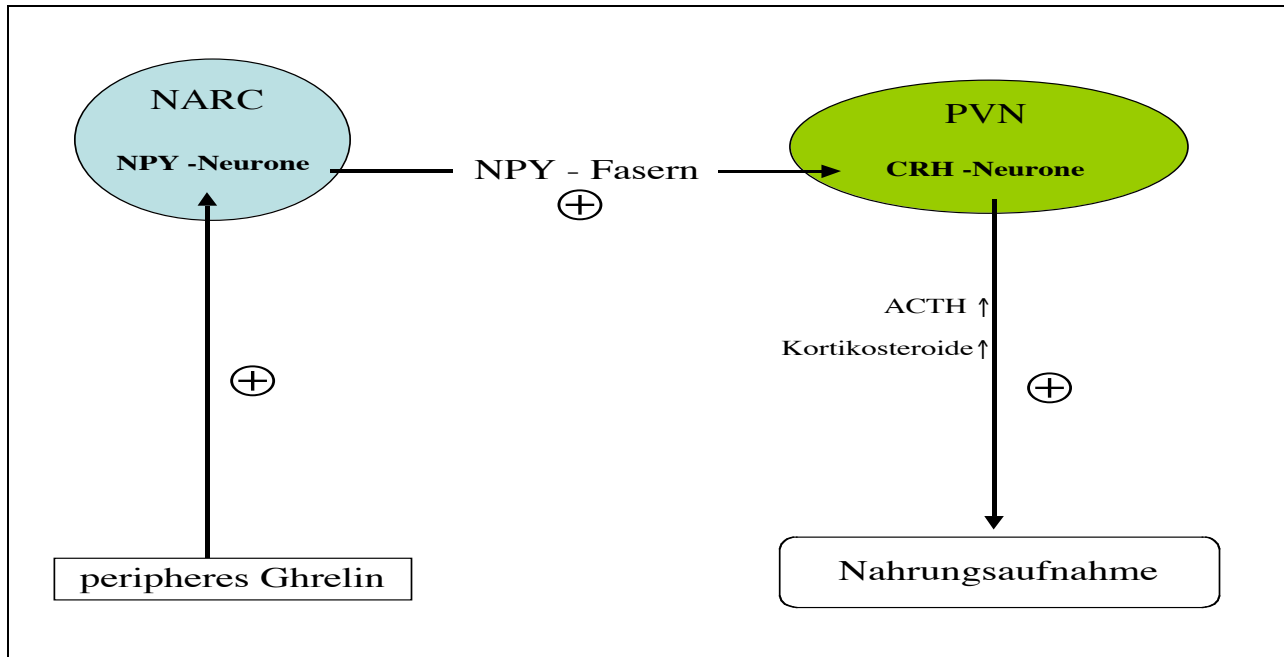 NARC
NPY -Neurone
NPY - Fasern
PVN
CRH -Neurone
ACTH ↑
Kortikosteroide ↑
peripheres Ghrelin
Nahrungsaufnahme